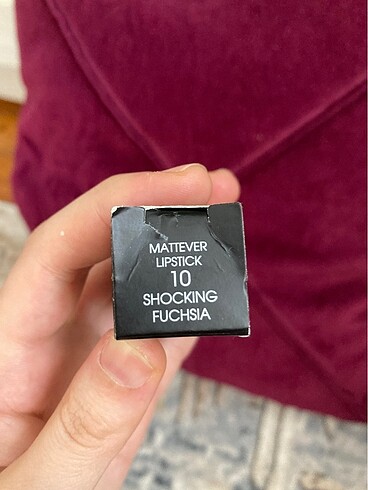 MATTEVER
LIPSTICK
10
SHOCKING
FUCHSIA